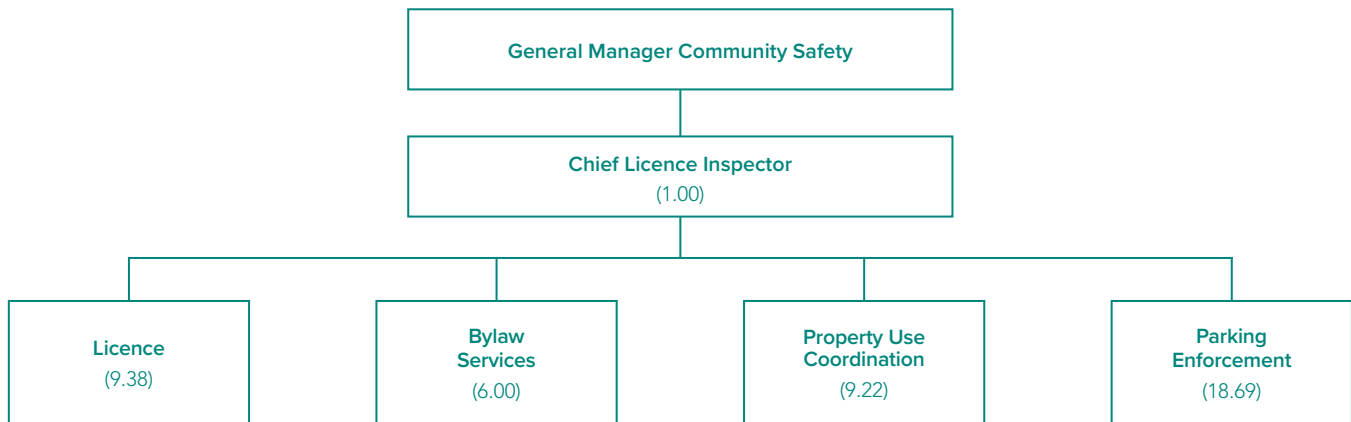 General Manager Community Safety
Chief Licence Inspector
(1.00)
Licence
(9.38)
Bylaw
Services
(6.00)
Property Use
Coordination
(9.22)
Parking
Enforcement
(18.69)